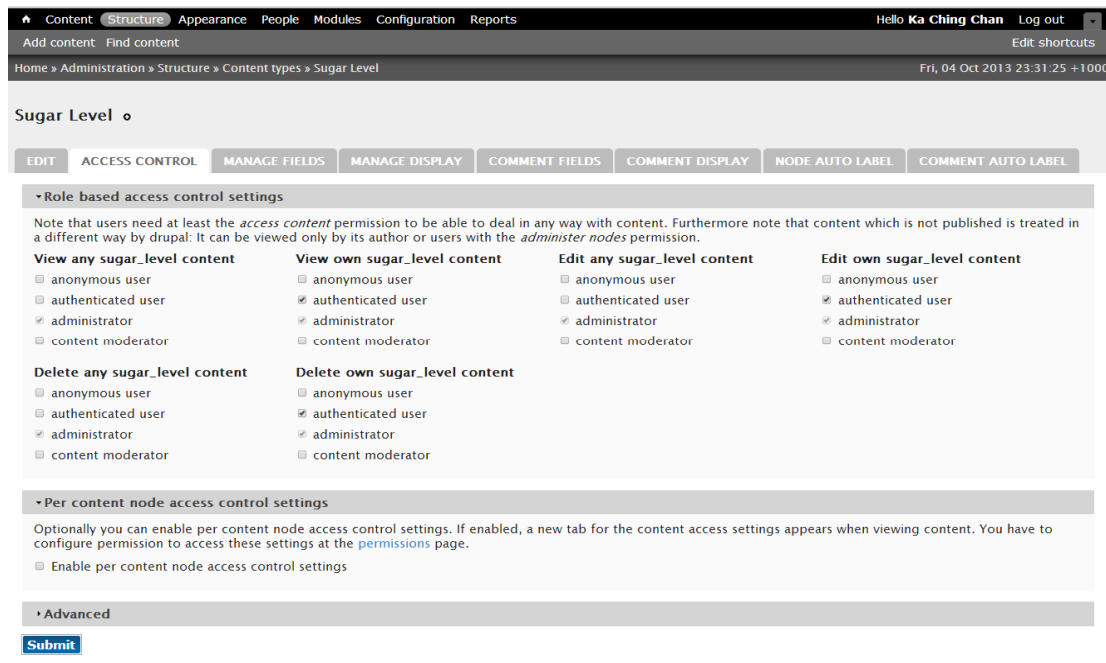 Content Structure Appearance People Modules Configuration Reports Hello Ka Ching Chan Log out
Add content Find content Edit shortcuts
Home » Administration » Structure » Content types » Sugar Level Fri, 04 Oct 2013 23:31:25 +1000
Sugar Level
EDIT ACCESS CONTROL MANAGE FIELDS MANAGE DISPLAY COMMENT FIELDS COMMENT DISPLAY NODE AUTO LABEL COMMENT AUTO LABEL
Role based access control settings
Note that users need at least the access content permission to be able to deal in any way with content. Furthermore note that content which is not published is treated in
a different way by drupal: It can be viewed only by its author or users with the administer nodes permission.
View any sugar_level content View own sugar_level content Edit any sugar_level content Edit own sugar_level content
anonymous user anonymous user anonymous user anonymous user
authenticated user authenticated user authenticated user authenticated user
administrator administrator administrator administrator
content moderator content moderator content moderator content moderator
Delete any sugar_level content Delete own sugar_level content
anonymous user anonymous user
authenticated user authenticated user
administrator administrator
content moderator content moderator
Per content node access control settings
Optionally you can enable per content node access control settings. If enabled, a new tab for the content access settings appears when viewing content. You have to
configure permission to access these settings at the permissions page.
Enable per content node access control settings
Advanced
Submit